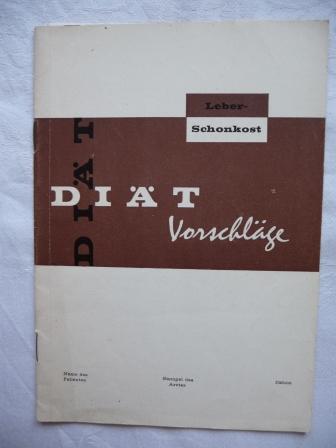 Leber-
Schonkost
DIÄT
DIÄT
Vorschläge
Name des
Patienten
Stempel des
Arztes
Datum